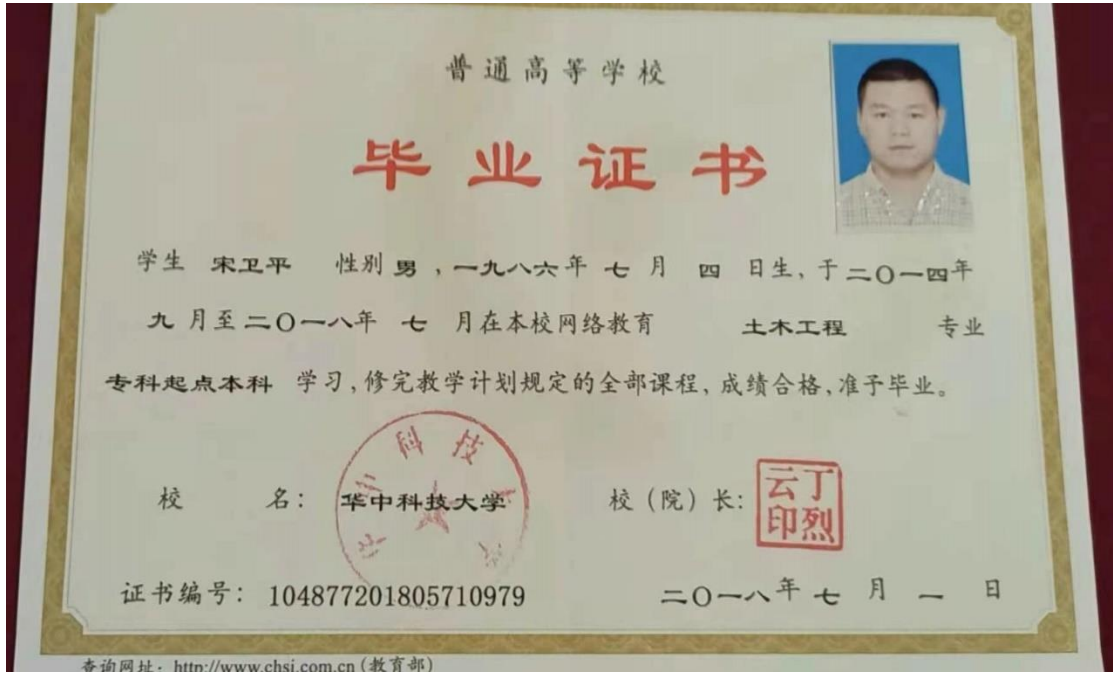 普通高等学校
毕业证书
学生 宋卫平 性别 男，一九八六年 七 月 四 日生，于二〇一四年
九 月至二〇一八年 七 月在本校网络教育 土木工程 专业
专科起点本科 学习，修完教学计划规定的全部课程，成绩合格，准予毕业。
校 名：华中科技大学 校（院）长：
丁烈云印
证书编号：104877201805710979 二〇一八年 七 月 一 日
查询网址：http://www.chsi.com.cn（教育部）